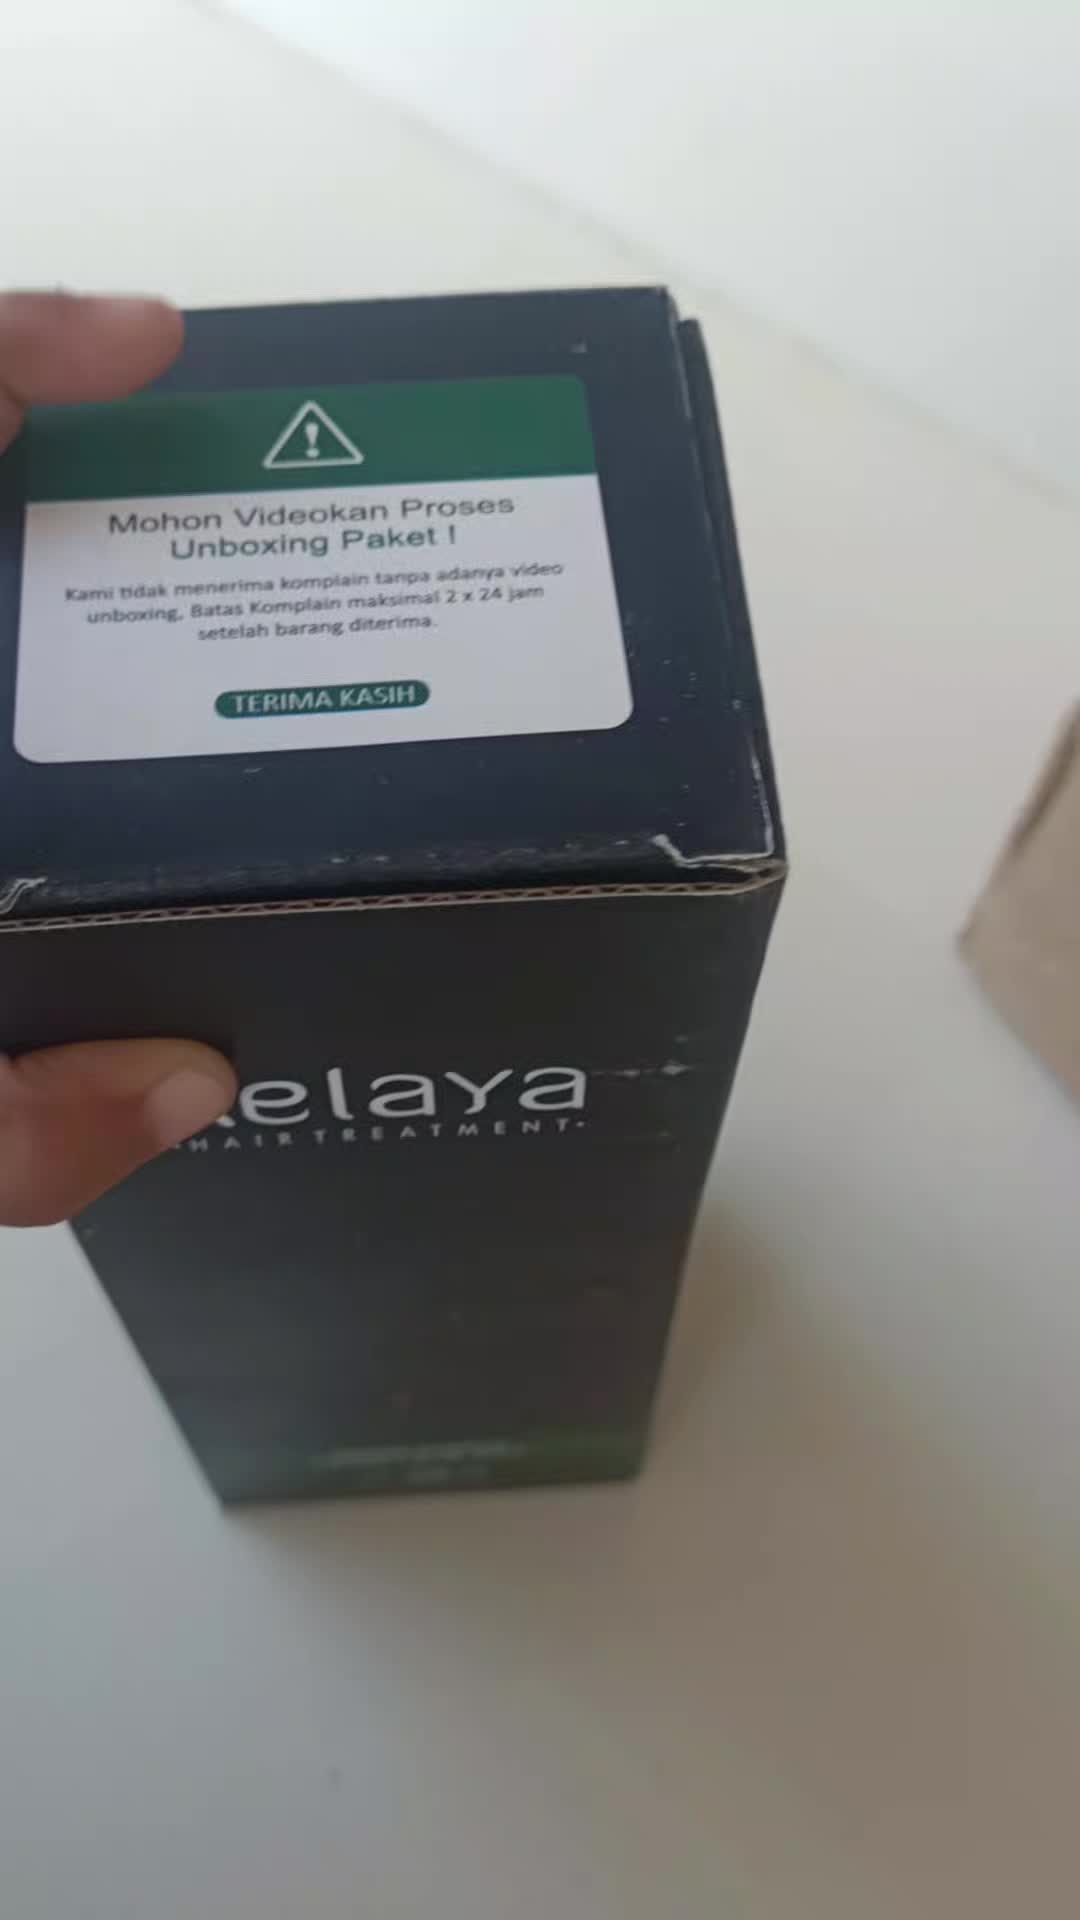 Mohon Videokan Proses
Unboxing Paket !
Kami tidak menerima komplain tanpa adanya video
unboxing. Batas Komplain maksimal 2 x 24 jam
setelah barang diterima.
TERIMA KASIH
elaya
HAIR TREATMENT